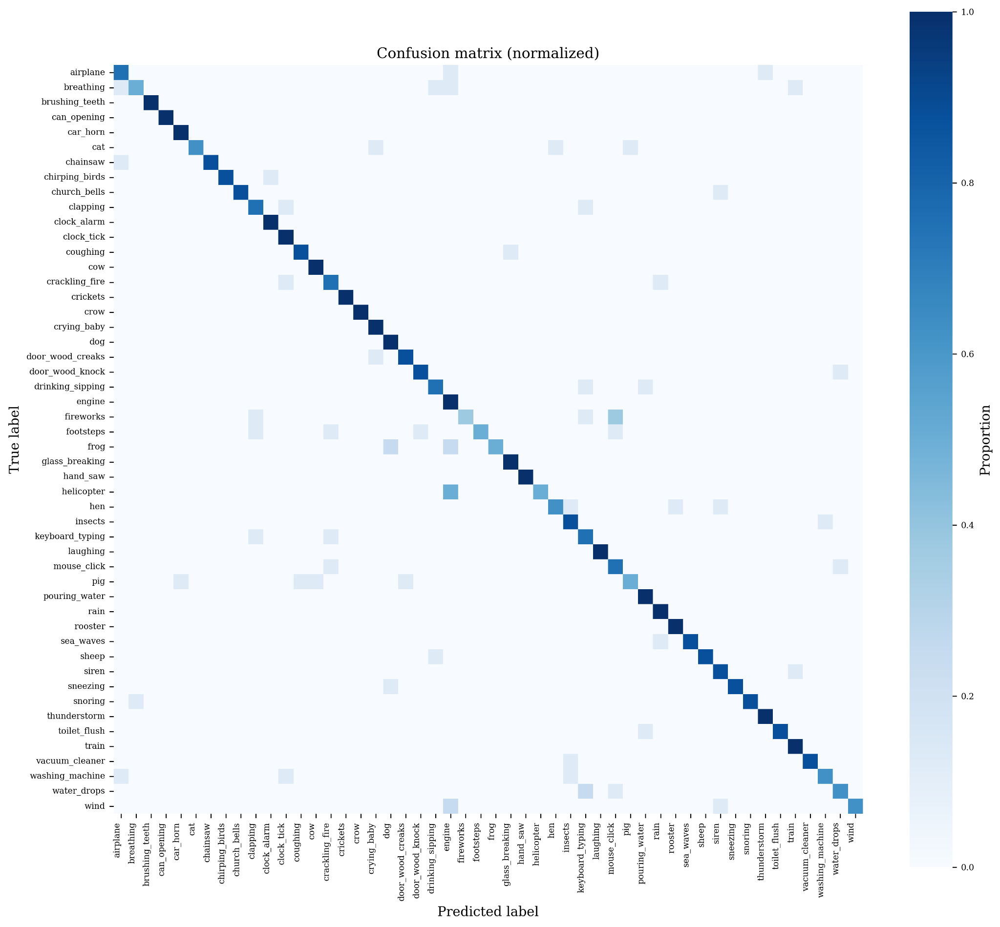 Confusion matrix (normalized)
True label
airplane
breathing
brushing_teeth
can_opening
car_horn
cat
chainsaw
chirping_birds
church_bells
clapping
clock_alarm
clock_tick
coughing
cow
crackling_fire
crickets
crow
crying_baby
dog
door_wood_creaks
door_wood_knock
drinking_sipping
engine
fireworks
footsteps
frog
glass_breaking
hand_saw
helicopter
hen
insects
keyboard_typing
laughing
mouse_click
pig
pouring_water
rain
rooster
sea_waves
sheep
siren
sneezing
snoring
thunderstorm
toilet_flush
train
vacuum_cleaner
washing_machine
water_drops
wind
airplane
breathing
brushing_teeth
can_opening
car_horn
cat
chainsaw
chirping_birds
church_bells
clapping
clock_alarm
clock_tick
coughing
cow
crackling_fire
crickets
crow
crying_baby
dog
door_wood_creaks
door_wood_knock
drinking_sipping
engine
fireworks
footsteps
frog
glass_breaking
hand_saw
helicopter
hen
insects
keyboard_typing
laughing
mouse_click
pig
pouring_water
rain
rooster
sea_waves
sheep
siren
sneezing
snoring
thunderstorm
toilet_flush
train
vacuum_cleaner
washing_machine
water_drops
wind
Predicted label
1.0
0.8
0.6
0.4
0.2
0.0
Proportion